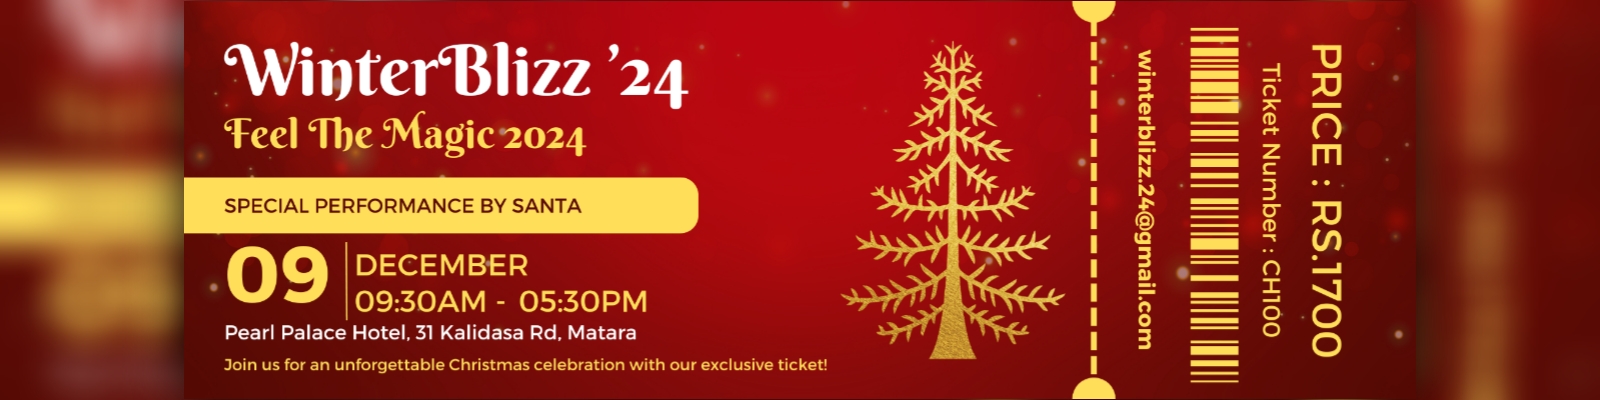 WinterBlizz ’24
Feel The Magic 2024
SPECIAL PERFORMANCE BY SANTA
09
DECEMBER
09:30AM - 05:30PM
Pearl Palace Hotel, 31 Kalidasa Rd, Matara
Join us for an unforgettable Christmas celebration with our exclusive ticket!
winterblizz.24@gmail.com
Ticket Number : CH100
PRICE : RS.1700